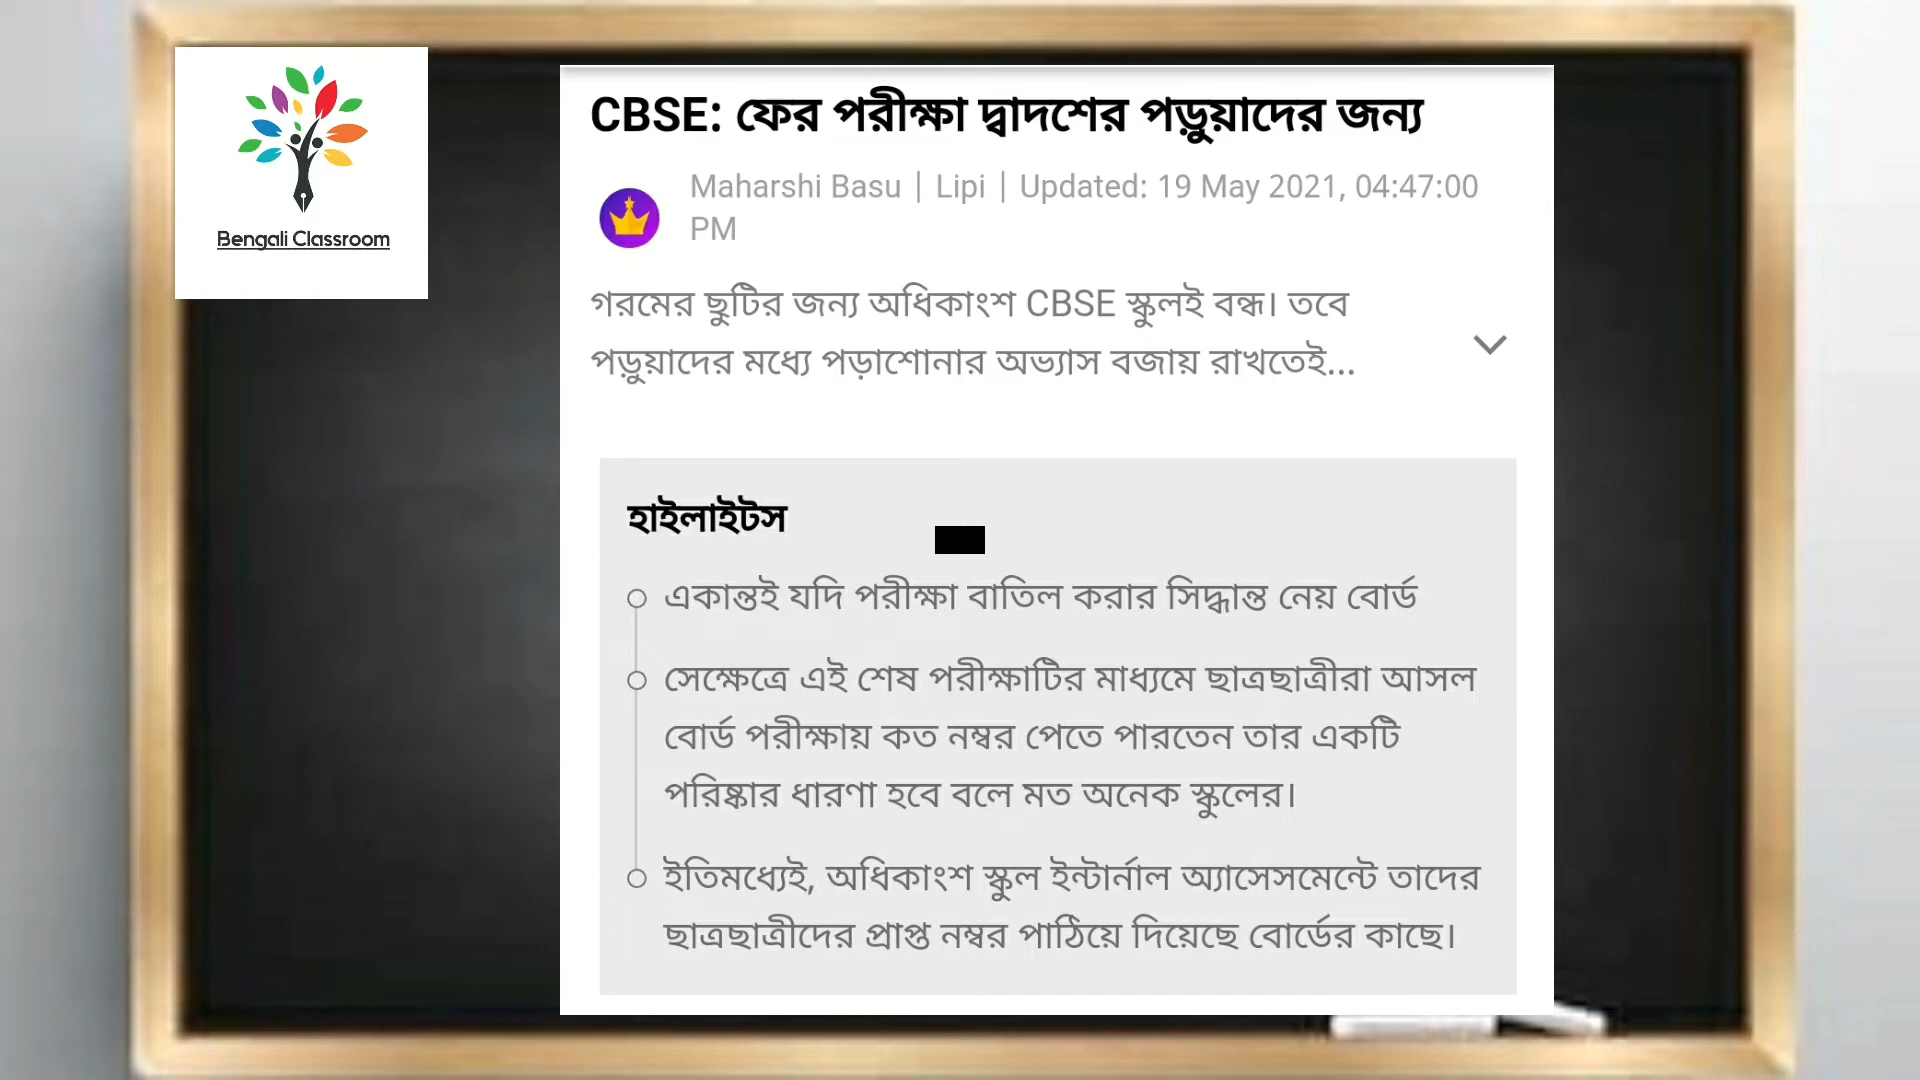 Bengali Classroom
CBSE: ফের পরীক্ষা দ্বাদশের পড়ুয়াদের জন্য
Maharshi Basu | Lipi | Updated: 19 May 2021, 04:47:00
PM
গরমের ছুটির জন্য অধিকাংশ CBSE স্কুলই বন্ধ। তবে
পড়ুয়াদের মধ্যে পড়াশোনার অভ্যাস বজায় রাখতেই...
হাইলাইটস
একান্তই যদি পরীক্ষা বাতিল করার সিদ্ধান্ত নেয় বোর্ড
সেক্ষেত্রে এই শেষ পরীক্ষাটির মাধ্যমে ছাত্রছাত্রীরা আসল
বোর্ড পরীক্ষায় কত নম্বর পেতে পারতেন তার একটি
পরিষ্কার ধারণা হবে বলে মত অনেক স্কুলের।
ইতিমধ্যেই, অধিকাংশ স্কুল ইন্টার্নাল অ্যাসেসমেন্টে তাদের
ছাত্রছাত্রীদের প্রাপ্ত নম্বর পাঠিয়ে দিয়েছে বোর্ডের কাছে।